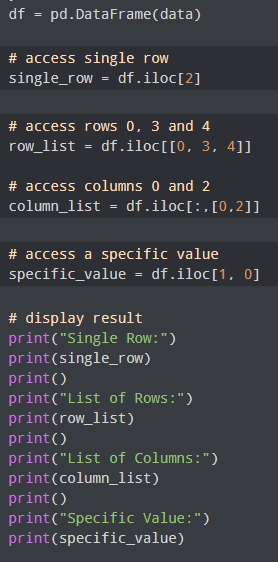 df = pd.DataFrame(data)
# access single row
single_row = df.iloc[2]
# access rows 0, 3 and 4
row_list = df.iloc[[0, 3, 4]]
# access columns 0 and 2
column_list = df.iloc[:,[0,2]]
# access a specific value
specific_value = df.iloc[1, 0]
# display result
print("Single Row:")
print(single_row)
print()
print("List of Rows:")
print(row_list)
print()
print("List of Columns:")
print(column_list)
print()
print("Specific Value:")
print(specific_value)